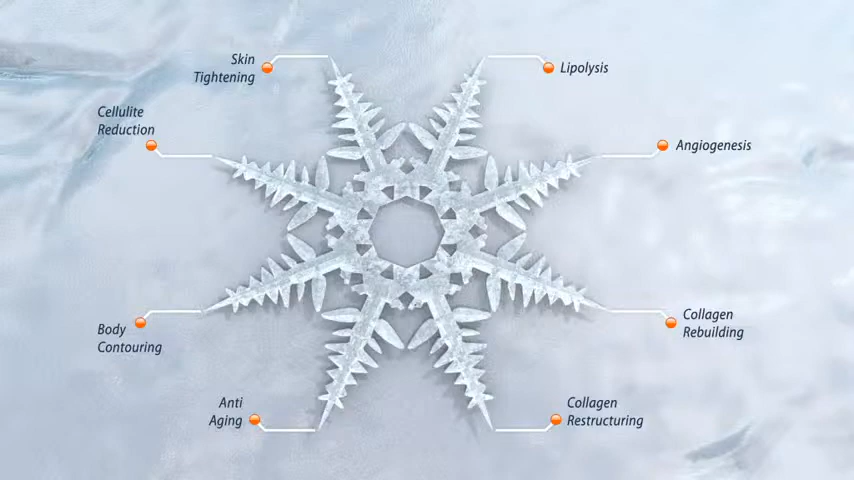 Skin
Tightening
Lipolysis
Cellulite
Reduction
Angiogenesis
Body
Contouring
Collagen
Rebuilding
Anti
Aging
Collagen
Restructuring